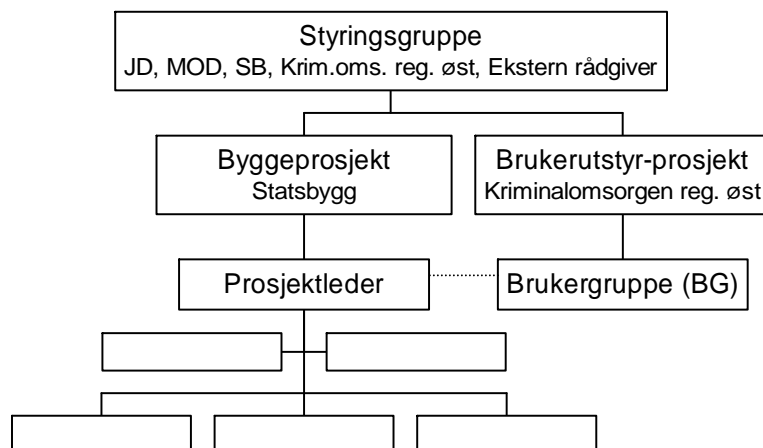 Styringsgruppe
JD, MOD, SB, Krim.oms. reg. øst, Ekstern rådgiver
Byggeprosjekt
Statsbygg
Brukerutstyr-prosjekt
Kriminalomsorgen reg. øst
Prosjektleder
Brukergruppe (BG)